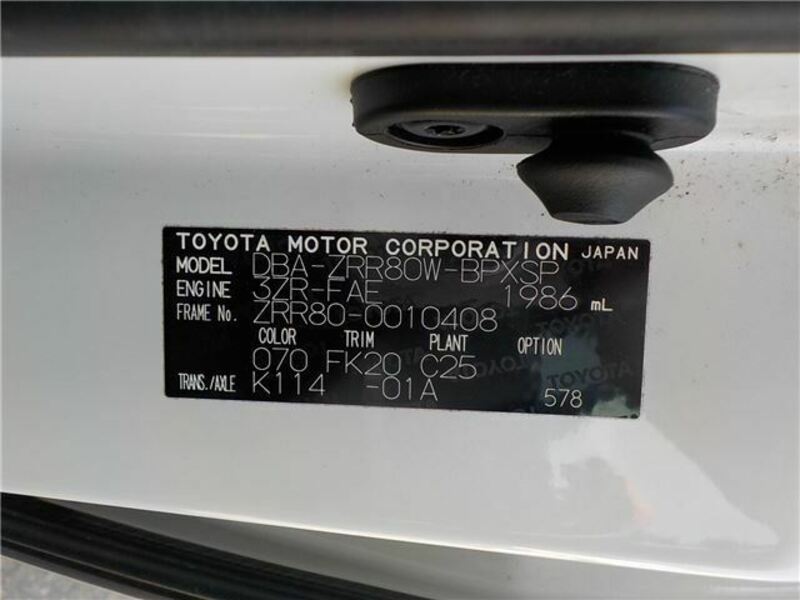 TOYOTA MOTOR CORPORATION JAPAN
MODEL DBA-ZRR80W-BPXSP
ENGINE 3ZR-FAE 1986 mL
FRAME No. ZRR80-0010408
COLOR TRIM PLANT OPTION
070 FK20 C25
TRANS./AXLE K114 -01A 578